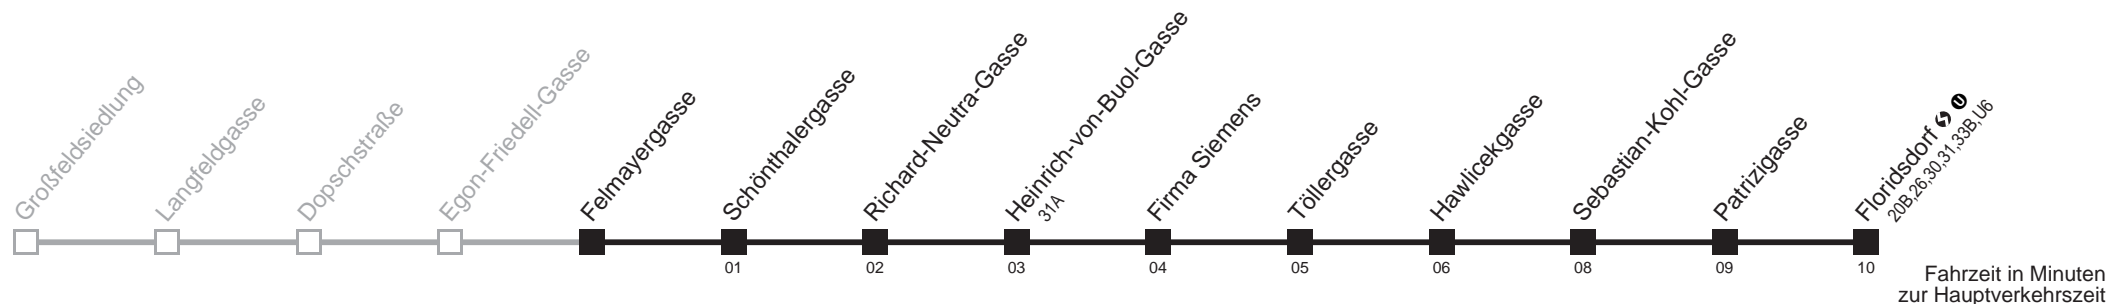 Großfeldsiedlung
Langfeldgasse
Dopschstraße
Egon-Friedell-Gasse
Felmayergasse
Schönthalergasse
Richard-Neutra-Gasse
Heinrich-von-Buol-Gasse
31A
Firma Siemens
Töllergasse
Hawlicekgasse
Sebastian-Kohl-Gasse
Patrizigasse
Floridsdorf S U
20B,26,30,31,33B,U6
01
02
03
04
05
06
08
09
10
Fahrzeit in Minuten
zur Hauptverkehrszeit